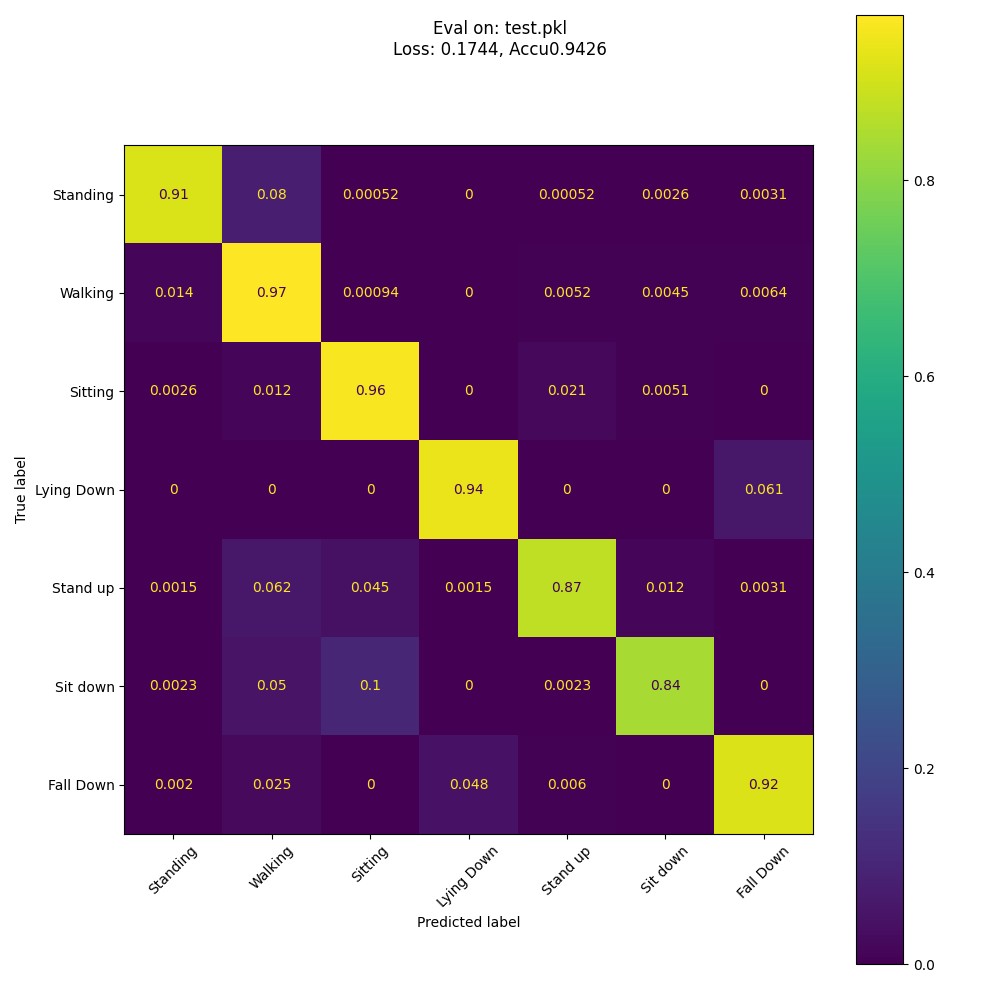 Eval on: test.pkl
Loss: 0.1744, Accu0.9426
Standing 0.91 0.08 0.00052 0 0.00052 0.0026 0.0031
Walking 0.014 0.97 0.00094 0 0.0052 0.0045 0.0064
Sitting 0.0026 0.012 0.96 0 0.021 0.0051 0
Lying Down 0 0 0 0.94 0 0 0.061
Stand up 0.0015 0.062 0.045 0.0015 0.87 0.012 0.0031
Sit down 0.0023 0.05 0.1 0 0.0023 0.84 0
Fall Down 0.002 0.025 0 0.048 0.006 0 0.92
True label
Standing Walking Sitting Lying Down Stand up Sit down Fall Down
Predicted label
0.8
0.6
0.4
0.2
0.0